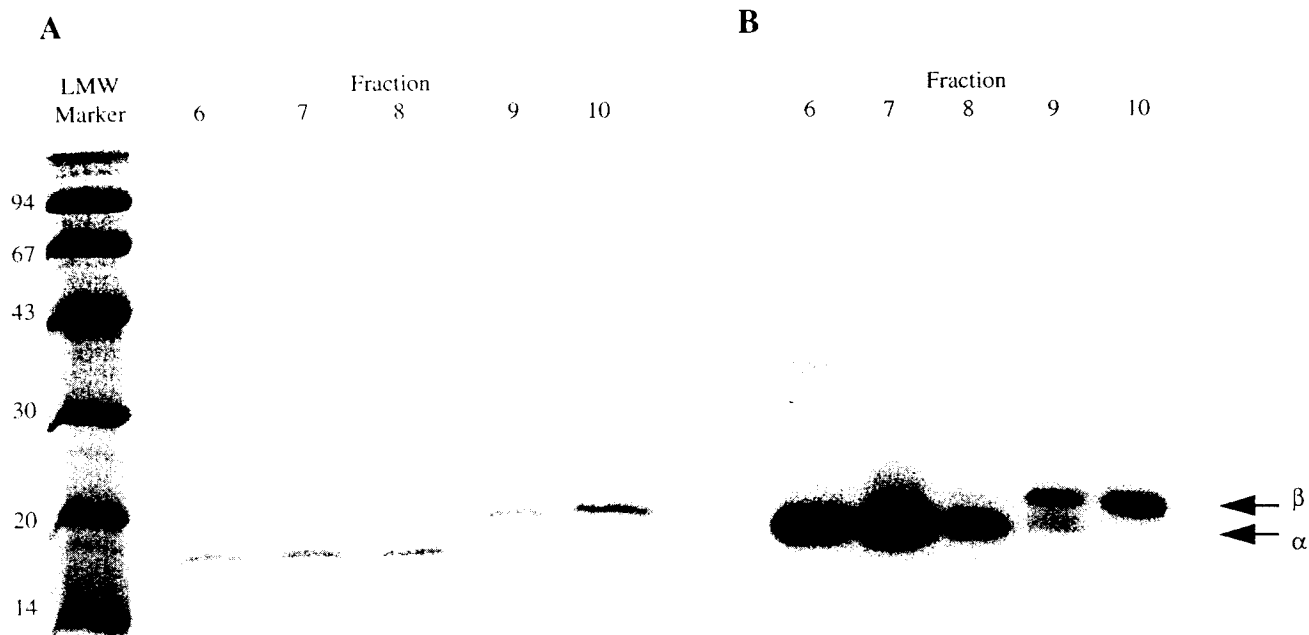 A
LMW
Marker
Fraction
6 7 8 9 10
94
67
43
30
20
14
B
Fraction
6 7 8 9 10
β
α